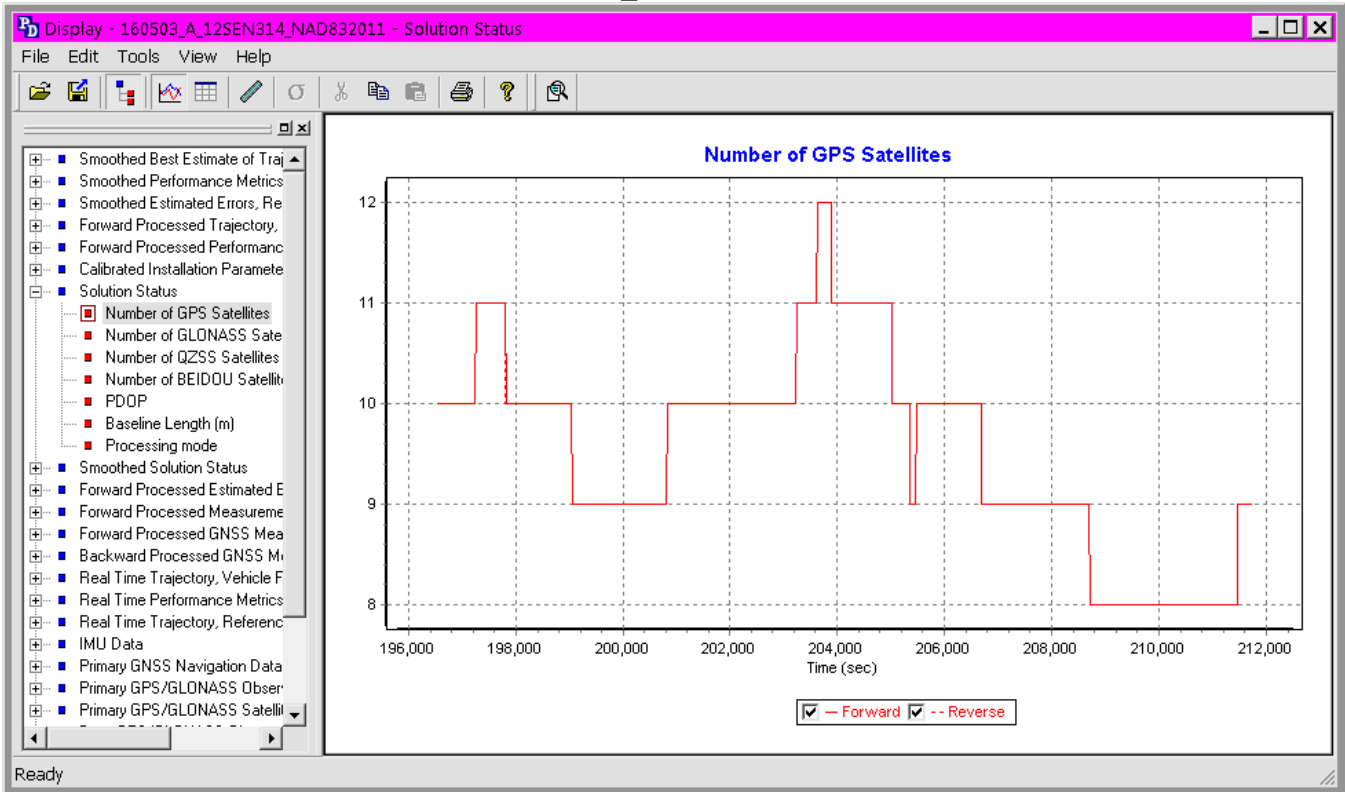 Display - 160503_A_12SEN314_NAD832011 - Solution Status
File Edit Tools View Help
Smoothed Best Estimate of Traj
Smoothed Performance Metrics
Smoothed Estimated Errors, Re
Forward Processed Trajectory,
Forward Processed Performanc
Calibrated Installation Paramete
Solution Status
Number of GPS Satellites
Number of GLONASS Sate
Number of QZSS Satellites
Number of BEIDOU Satellit
PDOP
Baseline Length (m)
Processing mode
Smoothed Solution Status
Forward Processed Estimated E
Forward Processed Measureme
Forward Processed GNSS Mea
Backward Processed GNSS M
Real Time Trajectory, Vehicle F
Real Time Performance Metrics
Real Time Trajectory, Referenc
IMU Data
Primary GNSS Navigation Data
Primary GPS/GLONASS Observ
Primary GPS/GLONASS Satellit
Number of GPS Satellites
12
11
10
9
8
196,000 198,000 200,000 202,000 204,000 206,000 208,000 210,000 212,000
Time (sec)
Forward Reverse
Ready